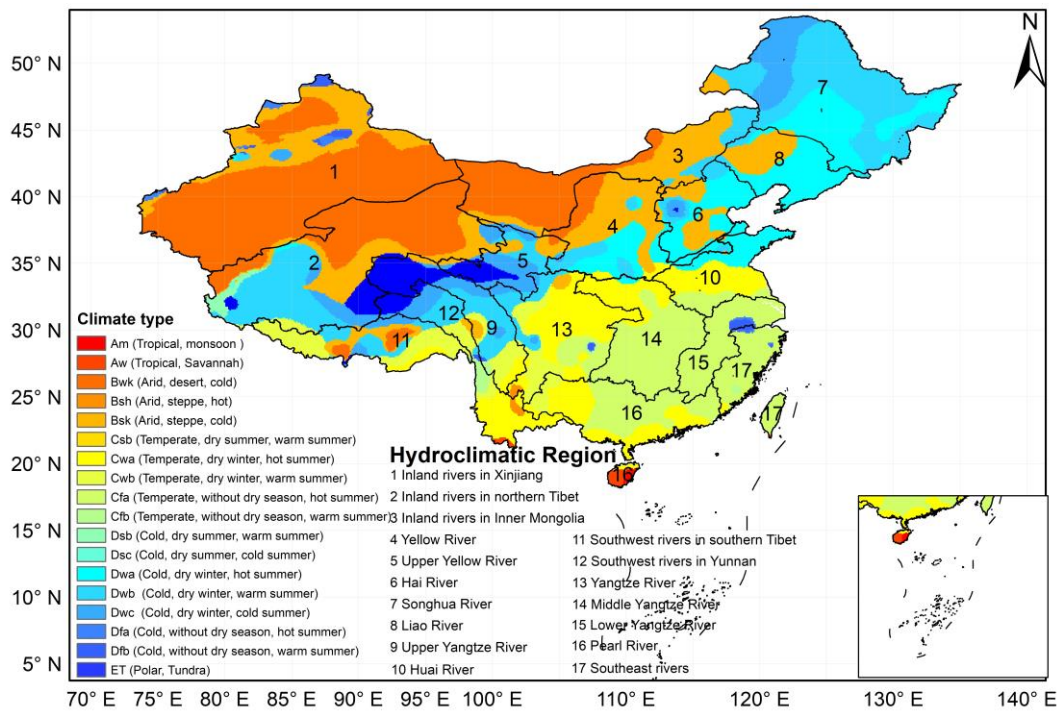 N
50° N
45° N
40° N
35° N
30° N
25° N
20° N
15° N
10° N
5° N
1
2
3
4
5
6
7
8
9
10
11
12
13
14
15
16
17
17
16
Climate type
Am (Tropical, monsoon )
Aw (Tropical, Savannah)
Bwk (Arid, desert, cold)
Bsh (Arid, steppe, hot)
Bsk (Arid, steppe, cold)
Csb (Temperate, dry summer, warm summer)
Cwa (Temperate, dry winter, hot summer)
Cwb (Temperate, dry winter, warm summer)
Cfa (Temperate, without dry season, hot summer)
Cfb (Temperate, without dry season, warm summer)
Dsb (Cold, dry summer, warm summer)
Dsc (Cold, dry summer, cold summer)
Dwa (Cold, dry winter, hot summer)
Dwb (Cold, dry winter, warm summer)
Dwc (Cold, dry winter, cold summer)
Dfa (Cold, without dry season, hot summer)
Dfb (Cold, without dry season, warm summer)
ET (Polar, Tundra)
Hydroclimatic Region
1 Inland rivers in Xinjiang
2 Inland rivers in northern Tibet
3 Inland rivers in Inner Mongolia
4 Yellow River
5 Upper Yellow River
6 Hai River
7 Songhua River
8 Liao River
9 Upper Yangtze River
10 Huai River
11 Southwest rivers in southern Tibet
12 Southwest rivers in Yunnan
13 Yangtze River
14 Middle Yangtze River
15 Lower Yangtze River
16 Pearl River
17 Southeast rivers
70° E 75° E 80° E 85° E 90° E 95° E 100° E 110° E 120° E 130° E 140° E